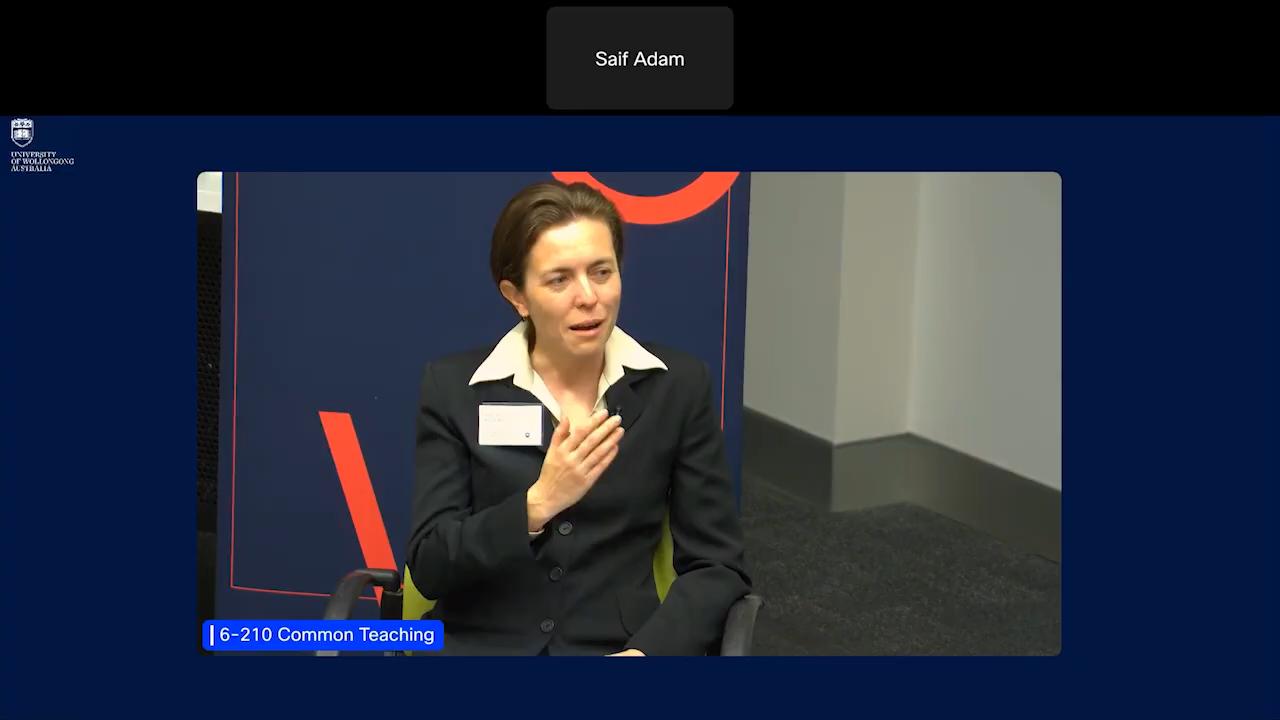 Saif Adam
UNIVERSITY
OF WOLLONGONG
AUSTRALIA
6-210 Common Teaching